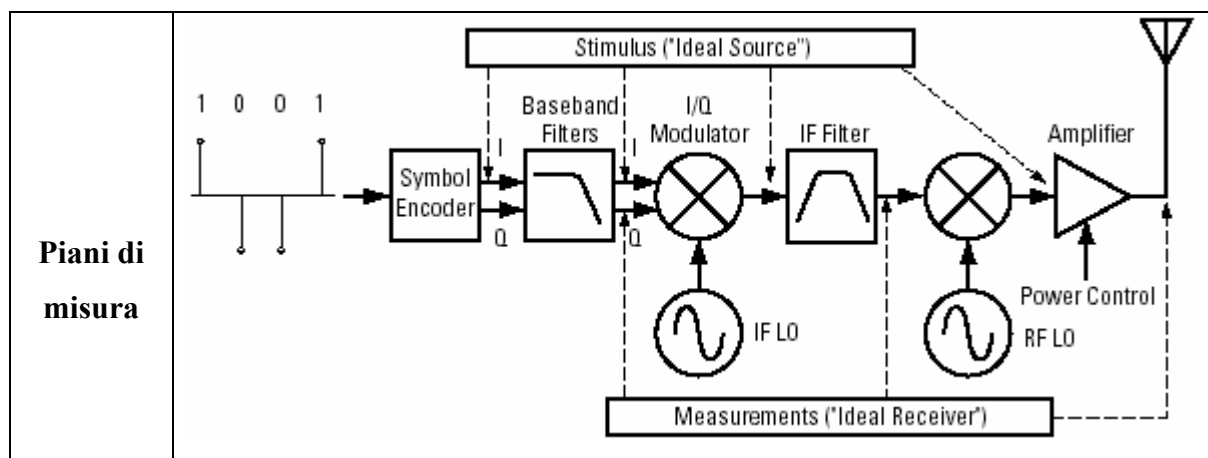 Piani di
misura
Stimulus ("Ideal Source")
1 0 0 1
Baseband
Filters
I/Q
Modulator
IF Filter
Amplifier
I
I
Symbol
Encoder
Q
Q
Power Control
IF LO
RF LO
Measurements ("Ideal Receiver")